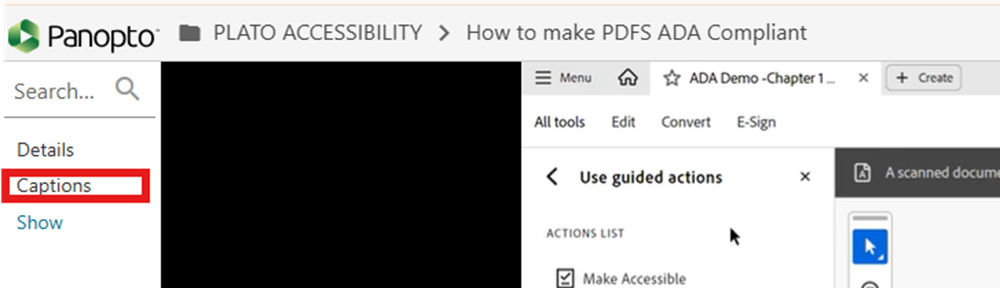 Panopto PLATO ACCESSIBILITY > How to make PDFS ADA Compliant
Search...
Details
Captions
Show
Menu ADA Demo -Chapter 1... × + Create
All tools Edit Convert E-Sign
Use guided actions ×
A scanned
ACTIONS LIST
Make Accessible